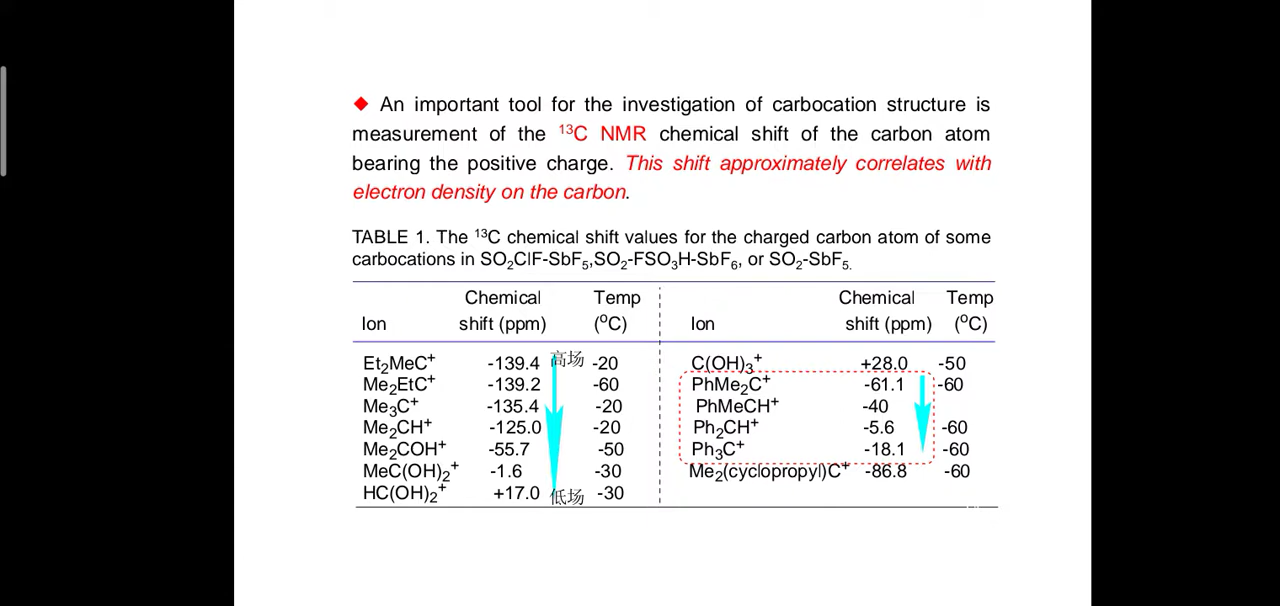 ◆ An important tool for the investigation of carbocation structure is
measurement of the ¹³C NMR chemical shift of the carbon atom
bearing the positive charge. This shift approximately correlates with
electron density on the carbon.
TABLE 1. The ¹³C chemical shift values for the charged carbon atom of some
carbocations in SO₂ClF-SbF₅,SO₂-FSO₃H-SbF₆, or SO₂-SbF₅.
Chemical Temp Chemical Temp
Ion shift (ppm) (°C) Ion shift (ppm) (°C)
Et₂MeC⁺ -139.4 高场 -20 C(OH)₃⁺ +28.0 -50
Me₂EtC⁺ -139.2 -60 PhMe₂C⁺ -61.1 -60
Me₃C⁺ -135.4 -20 PhMeCH⁺ -40
Me₂CH⁺ -125.0 -20 Ph₂CH⁺ -5.6 -60
Me₂COH⁺ -55.7 -50 Ph₃C⁺ -18.1 -60
MeC(OH)₂⁺ -1.6 -30 Me₂(cyclopropyl)C⁺ -86.8 -60
HC(OH)₂⁺ +17.0 低场 -30